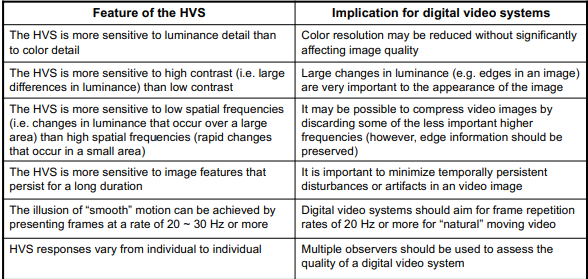 Feature of the HVS
Implication for digital video systems
The HVS is more sensitive to luminance detail than
to color detail
Color resolution may be reduced without significantly
affecting image quality
The HVS is more sensitive to high contrast (i.e. large
differences in luminance) than low contrast
Large changes in luminance (e.g. edges in an image)
are very important to the appearance of the image
The HVS is more sensitive to low spatial frequencies
(i.e. changes in luminance that occur over a large
area) than high spatial frequencies (rapid changes
that occur in a small area)
It may be possible to compress video images by
discarding some of the less important higher
frequencies (however, edge information should be
preserved)
The HVS is more sensitive to image features that
persist for a long duration
It is important to minimize temporally persistent
disturbances or artifacts in an video image
The illusion of “smooth” motion can be achieved by
presenting frames at a rate of 20 ~ 30 Hz or more
Digital video systems should aim for frame repetition
rates of 20 Hz or more for “natural” moving video
HVS responses vary from individual to individual
Multiple observers should be used to assess the
quality of a digital video system